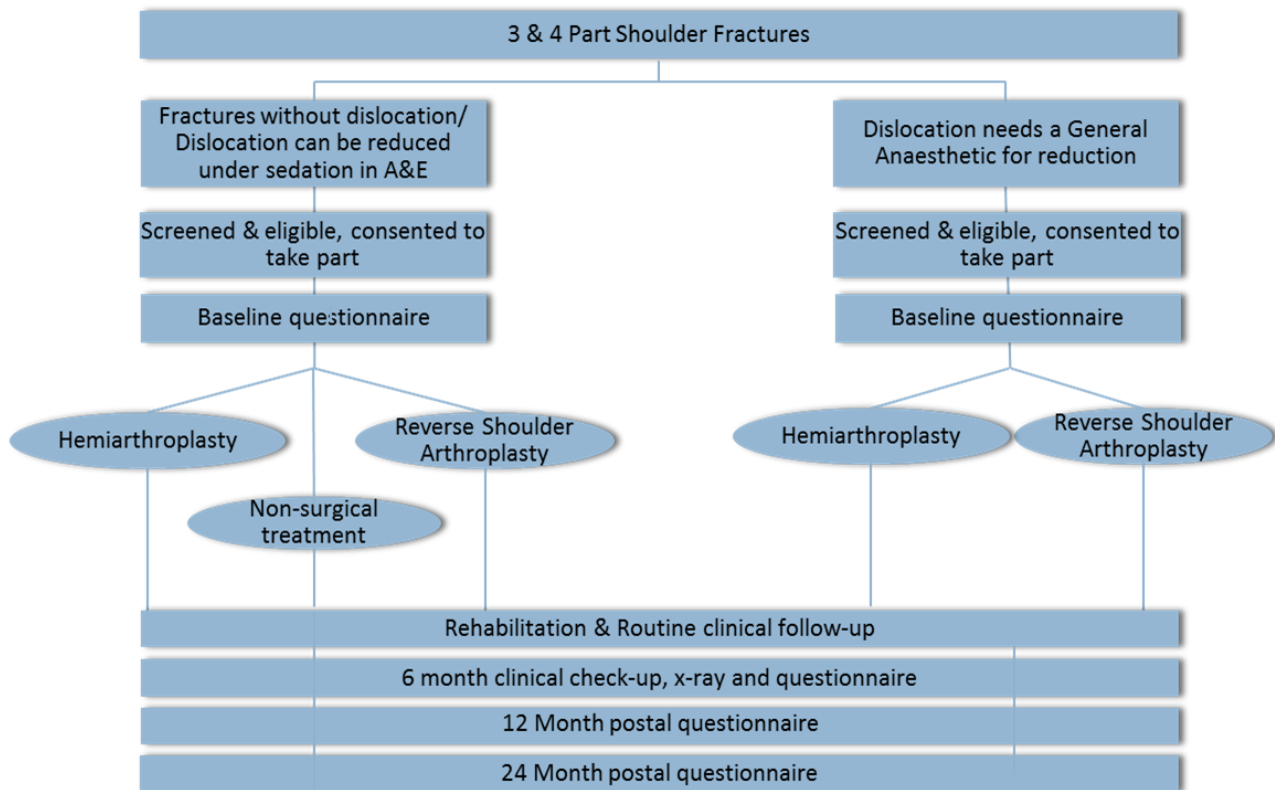 3 & 4 Part Shoulder Fractures
Fractures without dislocation/
Dislocation can be reduced
under sedation in A&E
Dislocation needs a General
Anaesthetic for reduction
Screened & eligible, consented to
take part
Screened & eligible, consented to
take part
Baseline questionnaire
Baseline questionnaire
Hemiarthroplasty
Reverse Shoulder
Arthroplasty
Non-surgical
treatment
Hemiarthroplasty
Reverse Shoulder
Arthroplasty
Rehabilitation & Routine clinical follow-up
6 month clinical check-up, x-ray and questionnaire
12 Month postal questionnaire
24 Month postal questionnaire